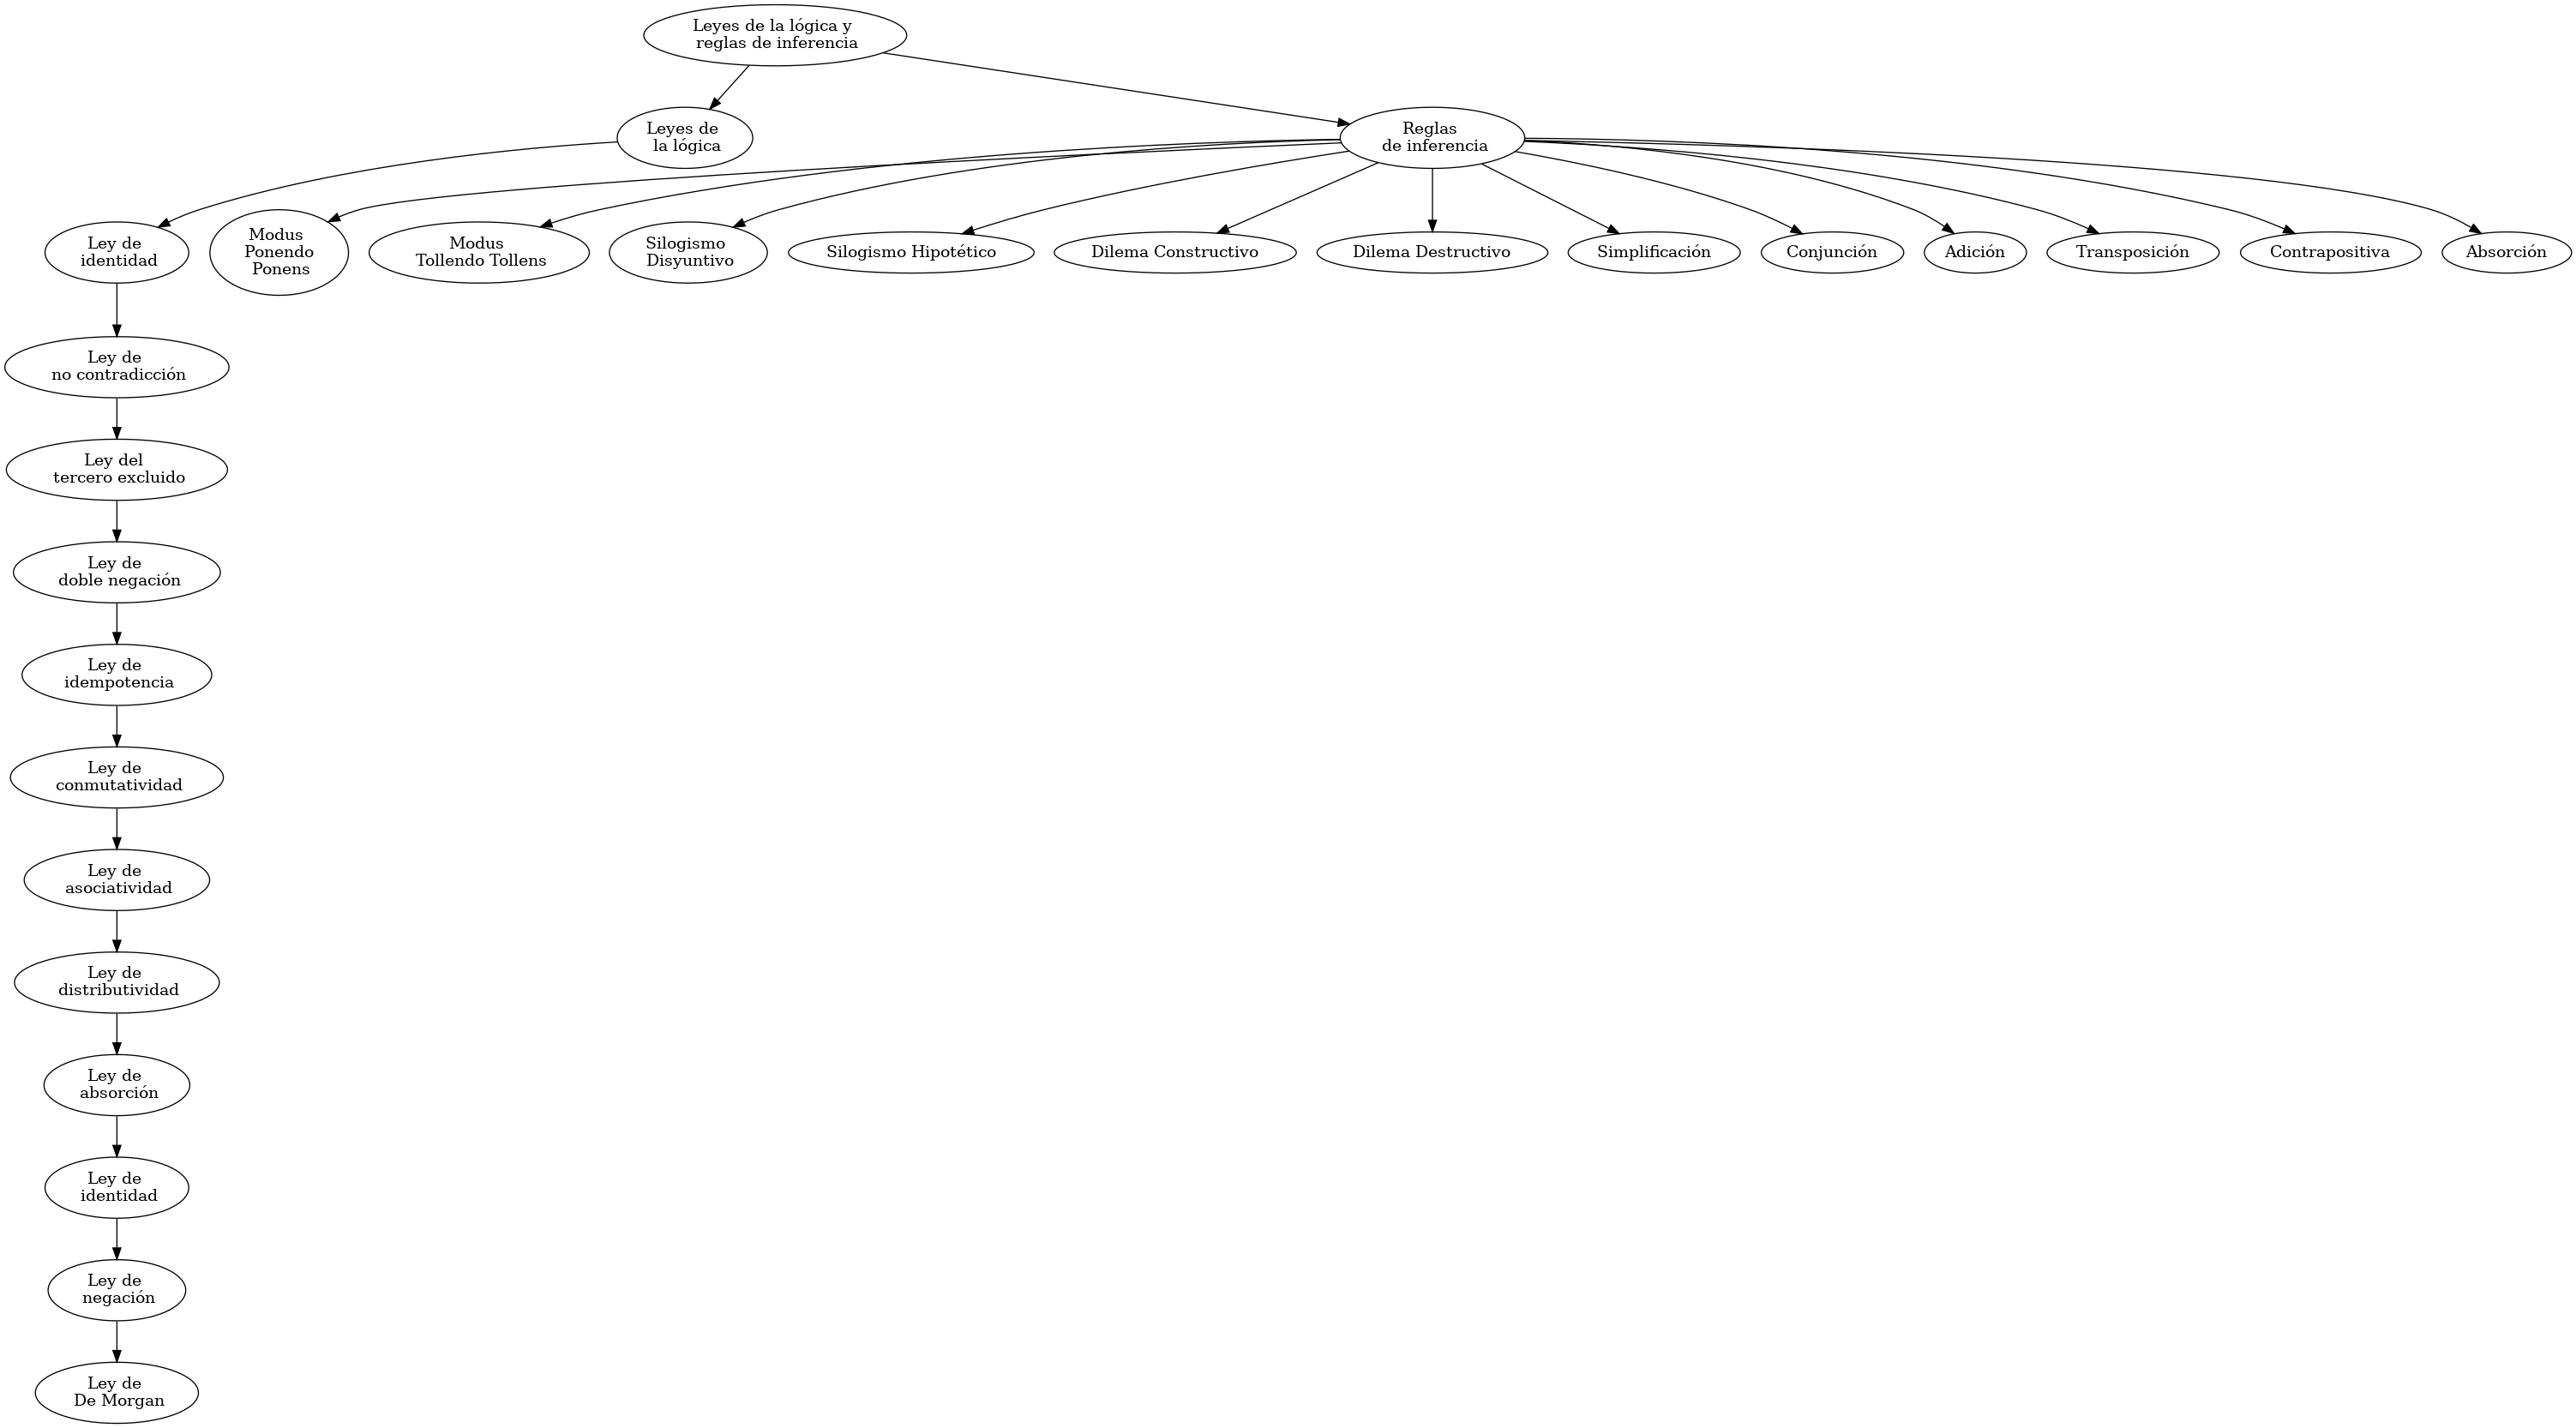 Leyes de la lógica y
reglas de inferencia
Leyes de
la lógica
Reglas
de inferencia
Ley de
identidad
Modus
Ponendo
Ponens
Modus
Tollendo Tollens
Silogismo
Disyuntivo
Silogismo Hipotético
Dilema Constructivo
Dilema Destructivo
Simplificación
Conjunción
Adición
Transposición
Contrapositiva
Absorción
Ley de
no contradicción
Ley del
tercero excluido
Ley de
doble negación
Ley de
idempotencia
Ley de
conmutatividad
Ley de
asociatividad
Ley de
distributividad
Ley de
absorción
Ley de
identidad
Ley de
negación
Ley de
De Morgan